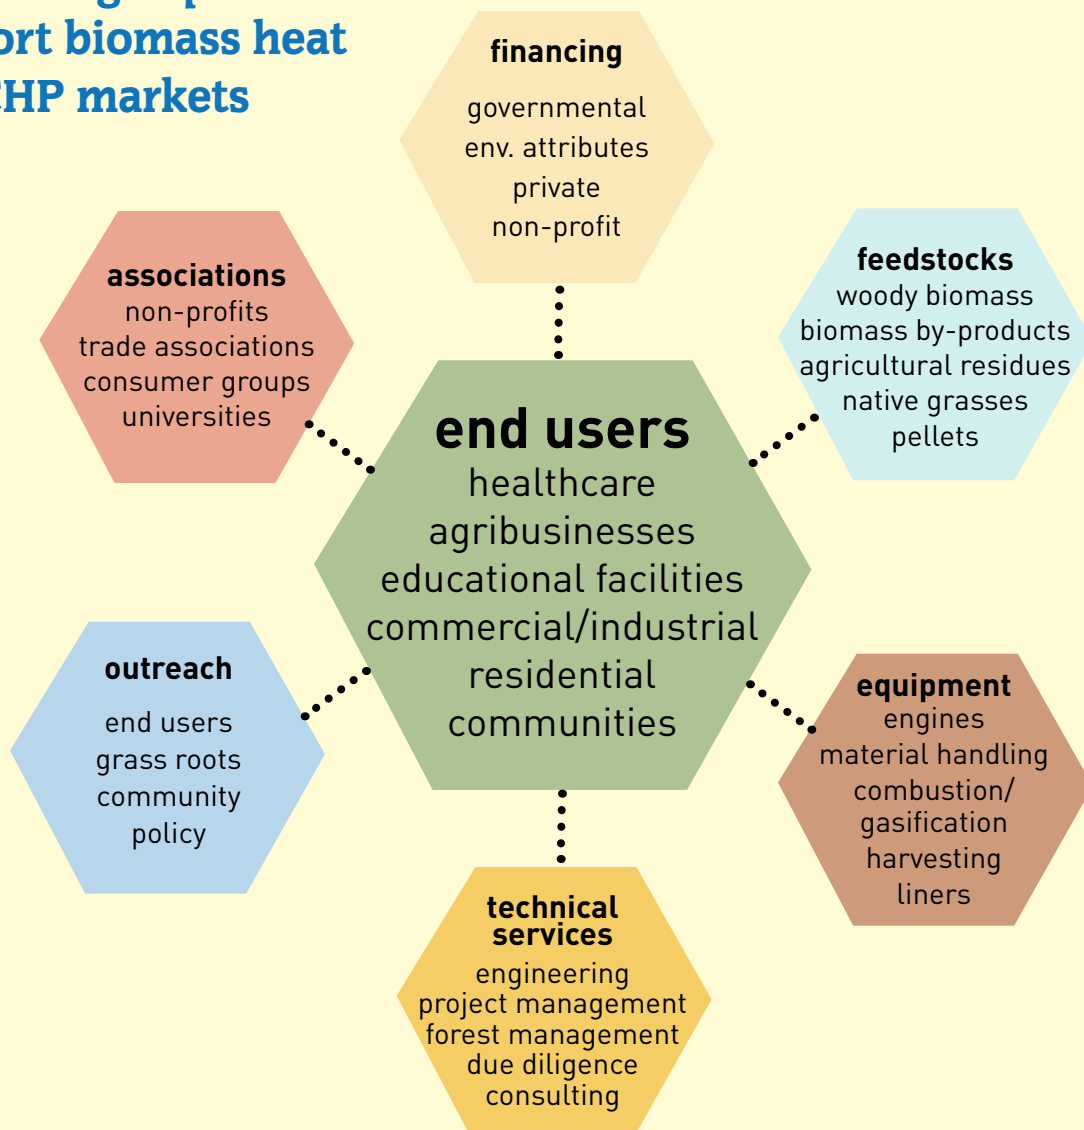 biomass heat
markets
financing
governmental
env. attributes
private
non-profit
associations
non-profits
trade associations
consumer groups
universities
feedstocks
woody biomass
biomass by-products
agricultural residues
native grasses
pellets
end users
healthcare
agribusinesses
educational facilities
commercial/industrial
residential
communities
outreach
end users
grass roots
community
policy
equipment
engines
material handling
combustion/
gasification
harvesting
liners
technical
services
engineering
project management
forest management
due diligence
consulting